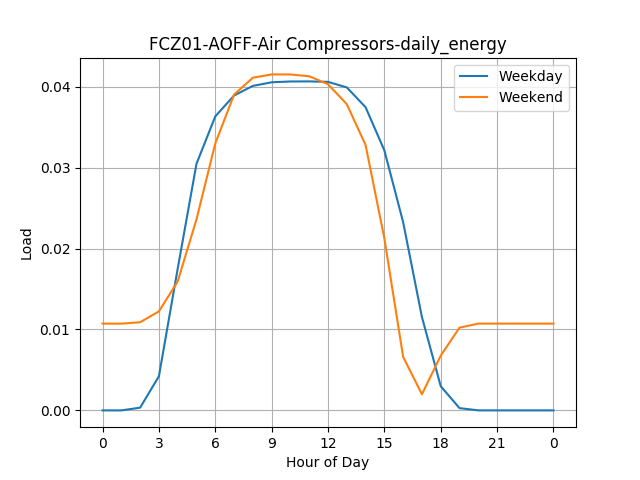 FCZ01-AOFF-Air Compressors-daily_energy
Weekday
Weekend
0.04
0.03
0.02
0.01
0.00
Load
0 3 6 9 12 15 18 21 0
Hour of Day